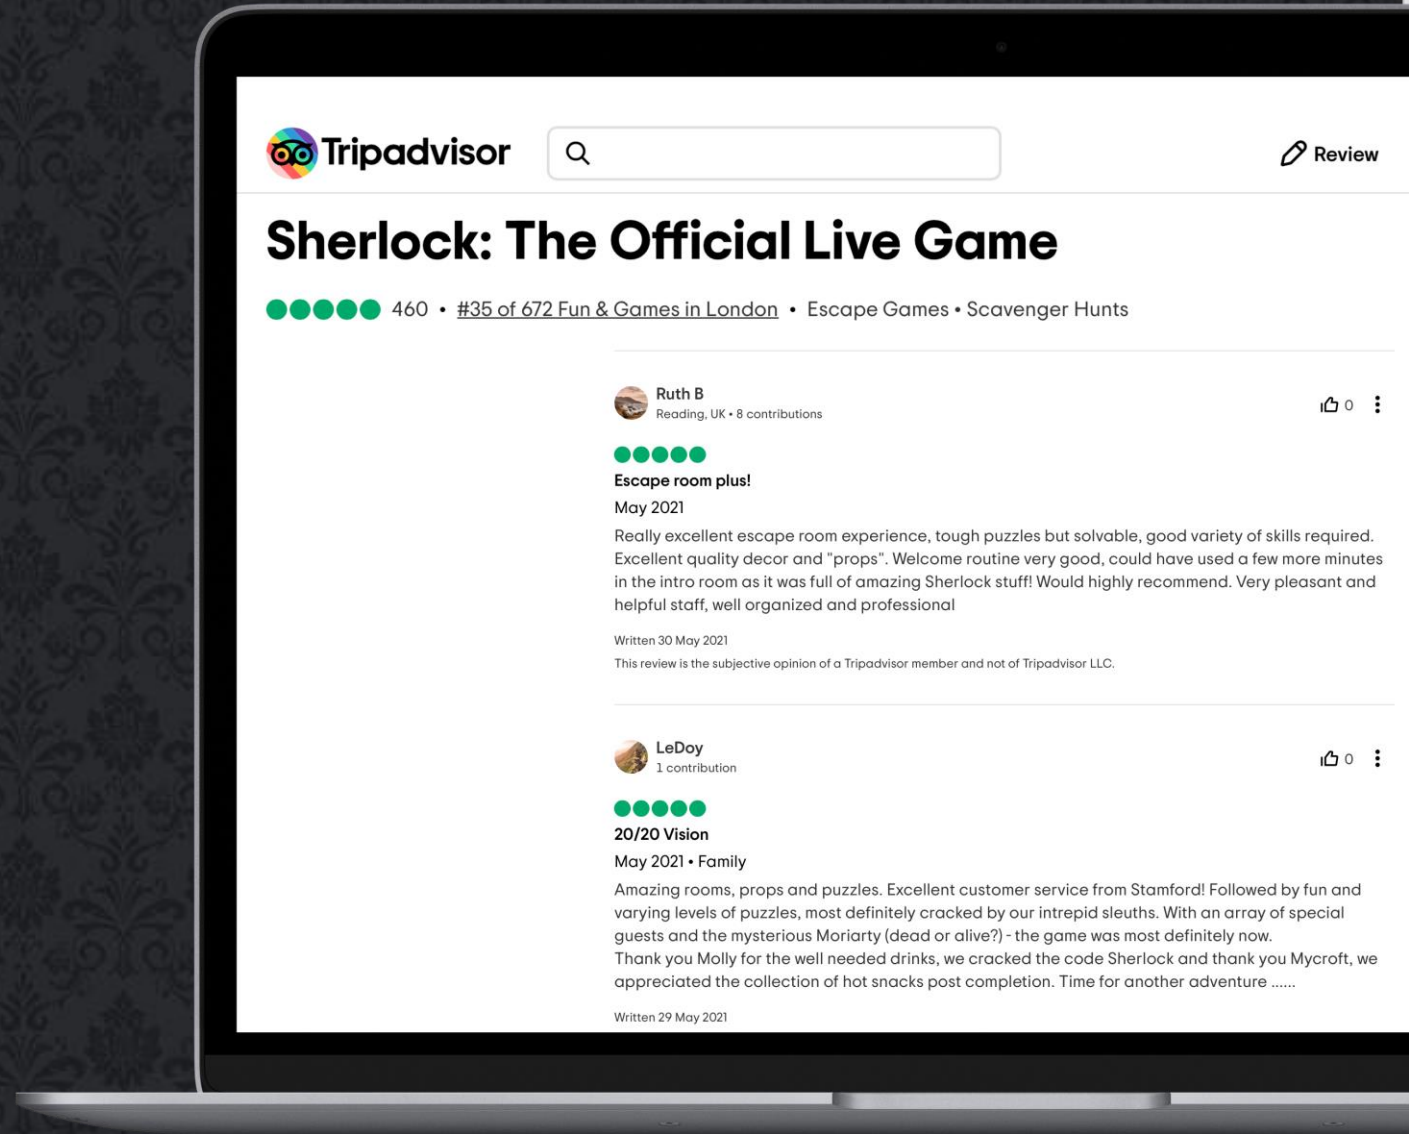 Tripadvisor
Review
Sherlock: The Official Live Game
460 • #35 of 672 Fun & Games in London • Escape Games • Scavenger Hunts
Ruth B
Reading, UK • 8 contributions
0
Escape room plus!
May 2021
Really excellent escape room experience, tough puzzles but solvable, good variety of skills required.
Excellent quality decor and "props". Welcome routine very good, could have used a few more minutes
in the intro room as it was full of amazing Sherlock stuff! Would highly recommend. Very pleasant and
helpful staff, well organized and professional
Written 30 May 2021
This review is the subjective opinion of a Tripadvisor member and not of Tripadvisor LLC.
LeDoy
1 contribution
0
20/20 Vision
May 2021 • Family
Amazing rooms, props and puzzles. Excellent customer service from Stamford! Followed by fun and
varying levels of puzzles, most definitely cracked by our intrepid sleuths. With an array of special
guests and the mysterious Moriarty (dead or alive?) - the game was most definitely now.
Thank you Molly for the well needed drinks, we cracked the code Sherlock and thank you Mycroft, we
appreciated the collection of hot snacks post completion. Time for another adventure ......
Written 29 May 2021